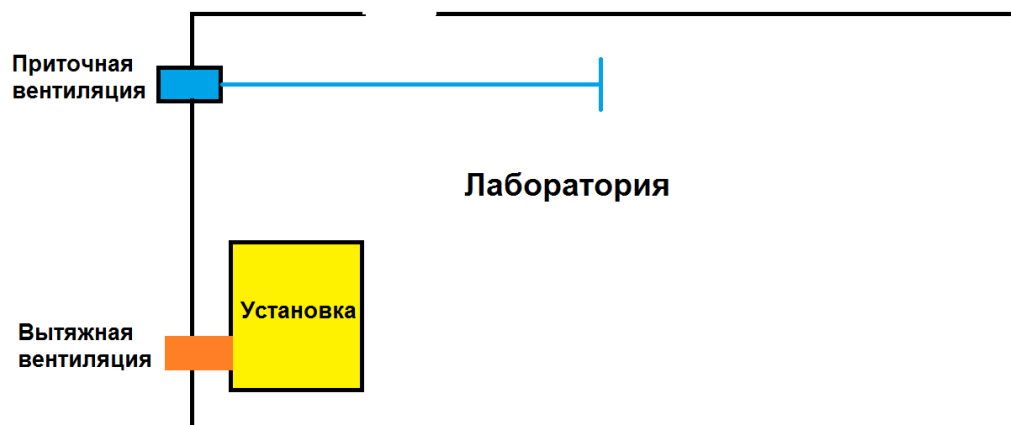 Приточная
вентиляция
Лаборатория
Установка
Вытяжная
вентиляция